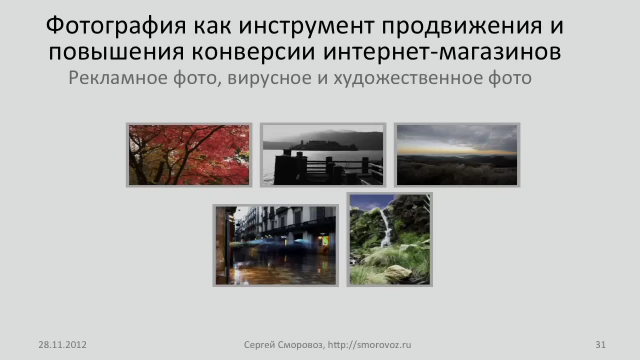 Фотография как инструмент продвижения и
повышения конверсии интернет-магазинов
Рекламное фото, вирусное и художественное фото
28.11.2012
Сергей Сморовоз, http://smorovoz.ru
31